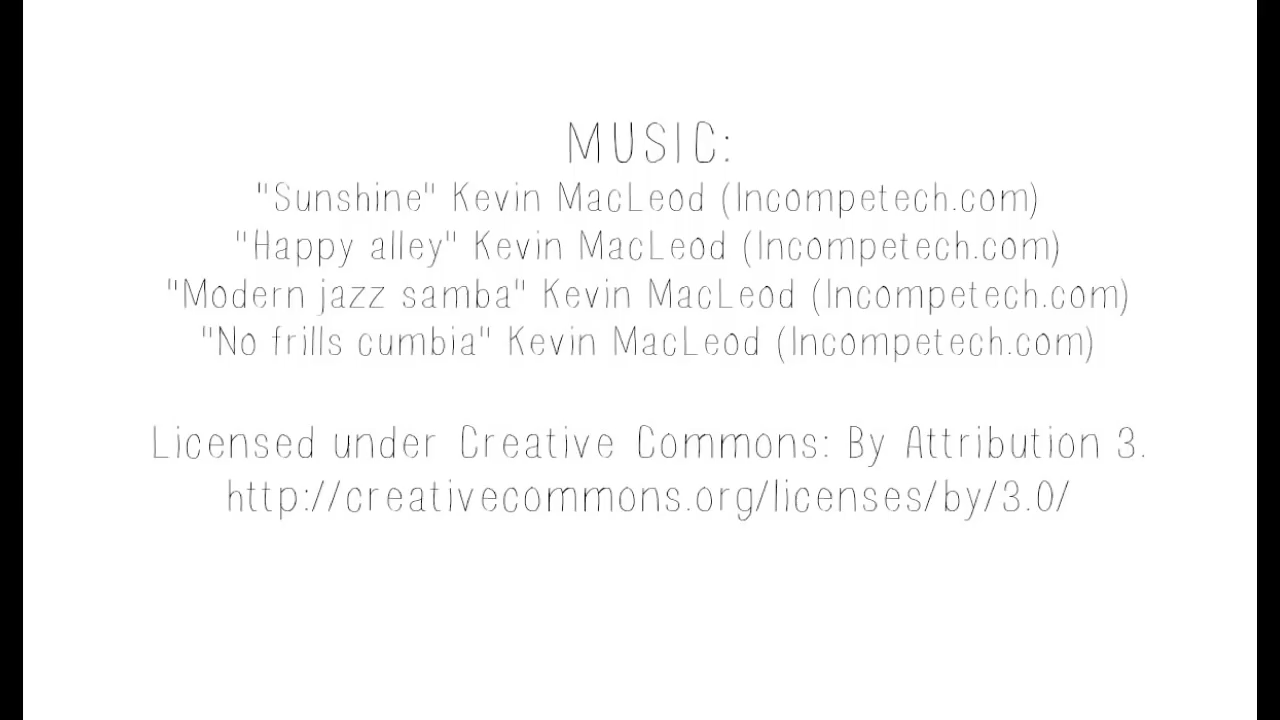 MUSIC:
"Sunshine" Kevin MacLeod (Incompetech.com)
"Happy alley" Kevin MacLeod (Incompetech.com)
"Modern jazz samba" Kevin MacLeod (Incompetech.com)
"No frills cumbia" Kevin MacLeod (Incompetech.com)
Licensed under Creative Commons: By Attribution 3.
http://creativecommons.org/licenses/by/3.0/